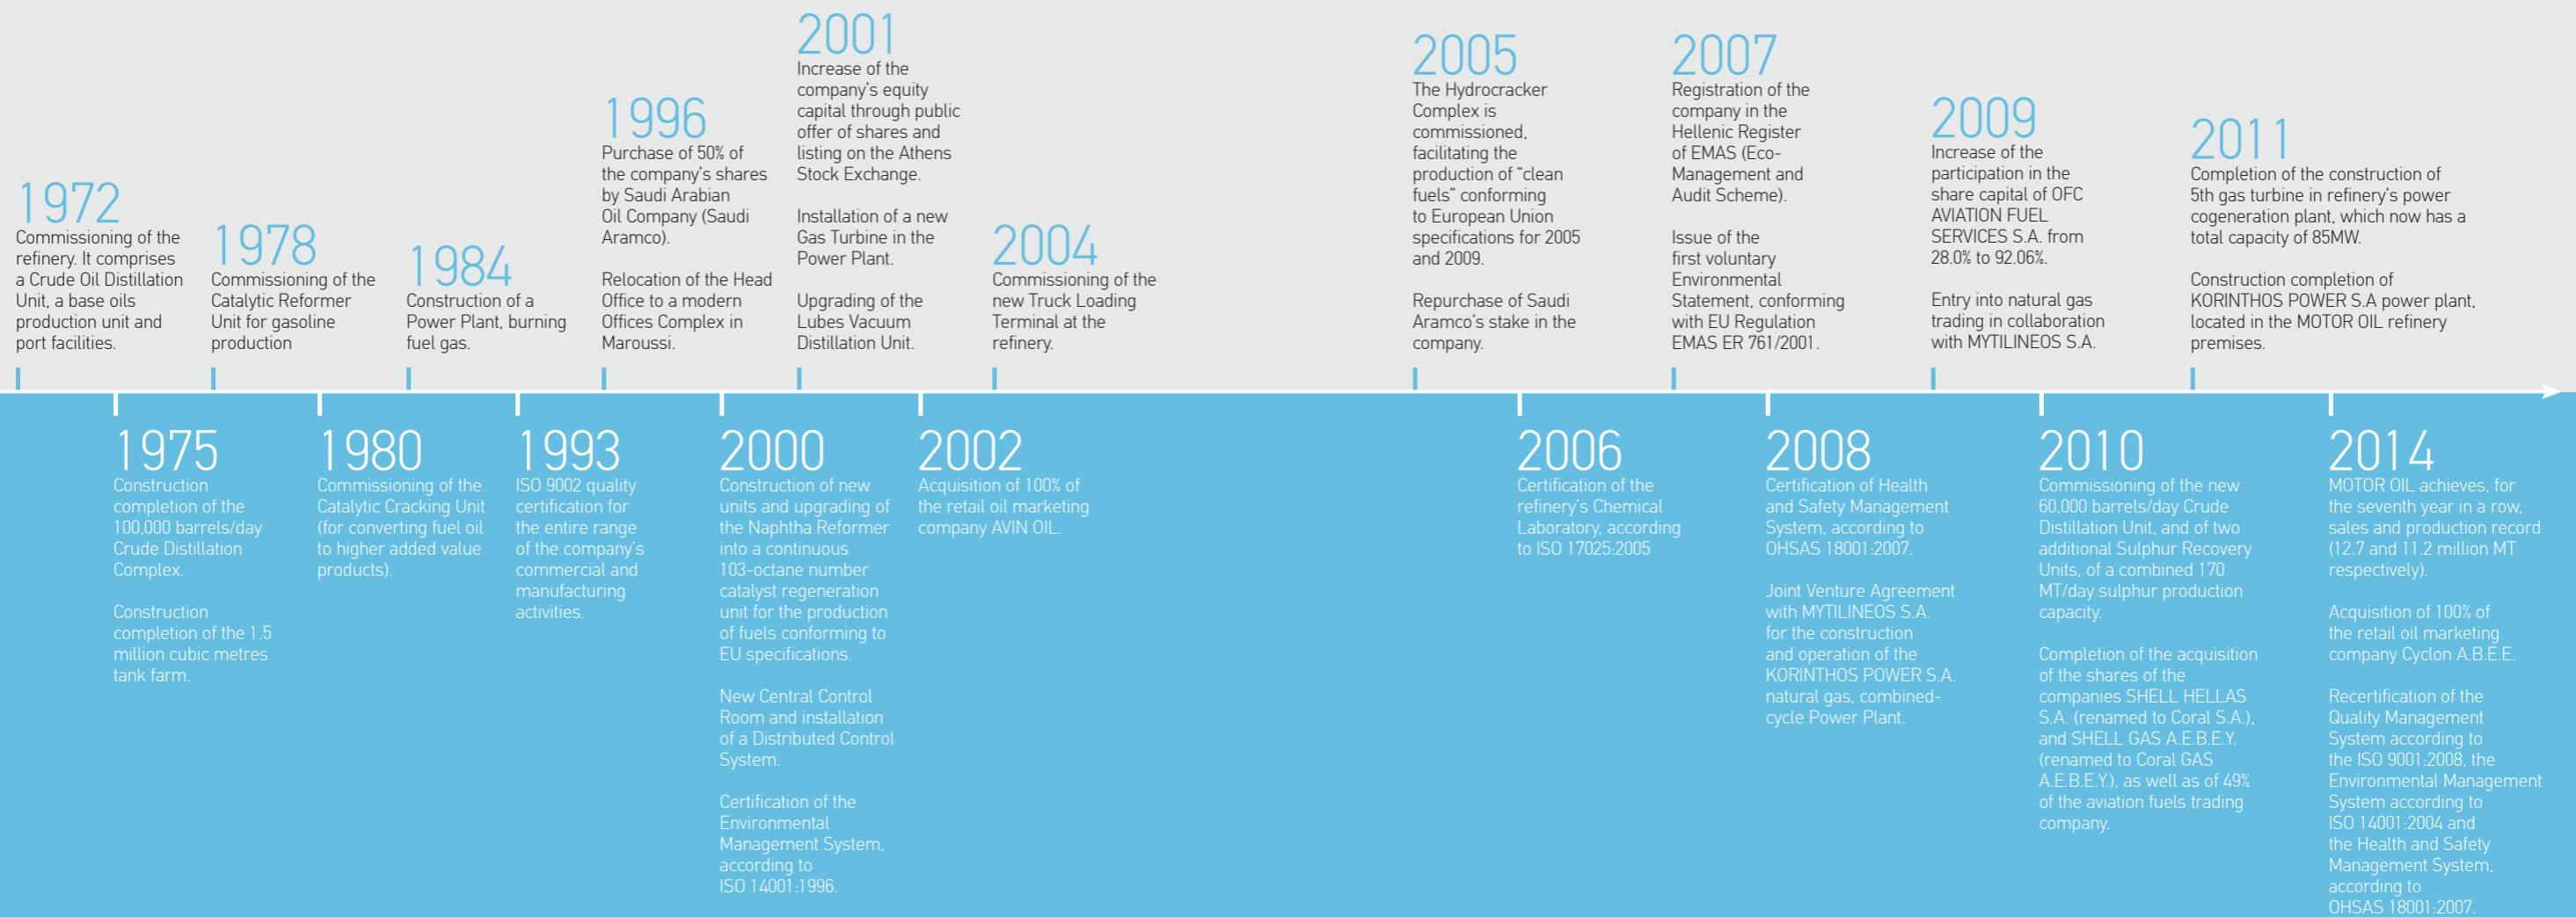 1972
Commissioning of the
refinery. It comprises
a Crude Oil Distillation
Unit, a base oils
production unit and
port facilities.
1978
Commissioning of the
Catalytic Reformer
Unit for gasoline
production
1984
Construction of a
Power Plant, burning
fuel gas.
1996
Purchase of 50% of
the company's shares
by Saudi Arabian
Oil Company (Saudi
Aramco).
Relocation of the Head
Office to a modern
Offices Complex in
Maroussi.
2001
Increase of the
company's equity
capital through public
offer of shares and
listing on the Athens
Stock Exchange.
Installation of a new
Gas Turbine in the
Power Plant.
Upgrading of the
Lubes Vacuum
Distillation Unit.
2004
Commissioning of the
new Truck Loading
Terminal at the
refinery.
2005
The Hydrocracker
Complex is
commissioned,
facilitating the
production of “clean
fuels” conforming
to European Union
specifications for 2005
and 2009.
Repurchase of Saudi
Aramco's stake in the
company.
2007
Registration of the
company in the
Hellenic Register
of EMAS (Eco-
Management and
Audit Scheme).
Issue of the
first voluntary
Environmental
Statement, conforming
with EU Regulation
EMAS ER 761/2001.
2009
Increase of the
participation in the
share capital of OFC
AVIATION FUEL
SERVICES S.A. from
28.0% to 92.06%.
Entry into natural gas
trading in collaboration
with MYTILINEOS S.A.
2011
Completion of the construction of
5th gas turbine in refinery's power
cogeneration plant, which now has a
total capacity of 85MW.
Construction completion of
KORINTHOS POWER S.A power plant,
located in the MOTOR OIL refinery
premises.
1975
Construction
completion of the
100,000 barrels/day
Crude Distillation
Complex.
Construction
completion of the 1.5
million cubic metres
tank farm.
1980
Commissioning of the
Catalytic Cracking Unit
(for converting fuel oil
to higher added value
products).
1993
ISO 9002 quality
certification for
the entire range
of the company's
commercial and
manufacturing
activities.
2000
Construction of new
units and upgrading of
the Naphtha Reformer
into a continuous
103-octane number
catalyst regeneration
unit for the production
of fuels conforming to
EU specifications.
New Central Control
Room and installation
of a Distributed Control
System.
Certification of the
Environmental
Management System,
according to
ISO 14001:1996.
2002
Acquisition of 100% of
the retail oil marketing
company AVIN OIL.
2006
Certification of the
refinery's Chemical
Laboratory, according
to ISO 17025:2005
2008
Certification of Health
and Safety Management
System, according to
OHSAS 18001:2007.
Joint Venture Agreement
with MYTILINEOS S.A.
for the construction
and operation of the
KORINTHOS POWER S.A.
natural gas, combined-
cycle Power Plant.
2010
Commissioning of the new
60,000 barrels/day Crude
Distillation Unit, and of two
additional Sulphur Recovery
Units, of a combined 170
MT/day sulphur production
capacity.
Completion of the acquisition
of the shares of the
companies SHELL HELLAS
S.A. (renamed to Coral S.A.),
and SHELL GAS A.E.B.E.Y.
(renamed to Coral GAS
A.E.B.E.Y.), as well as of 49%
of the aviation fuels trading
company.
2014
MOTOR OIL achieves, for
the seventh year in a row,
sales and production record
(12.7 and 11.2 million MT
respectively).
Acquisition of 100% of
the retail oil marketing
company Cyclon A.B.E.E.
Recertification of the
Quality Management
System according to
the ISO 9001:2008, the
Environmental Management
System according to
ISO 14001:2004 and
the Health and Safety
Management System,
according to
OHSAS 18001:2007.